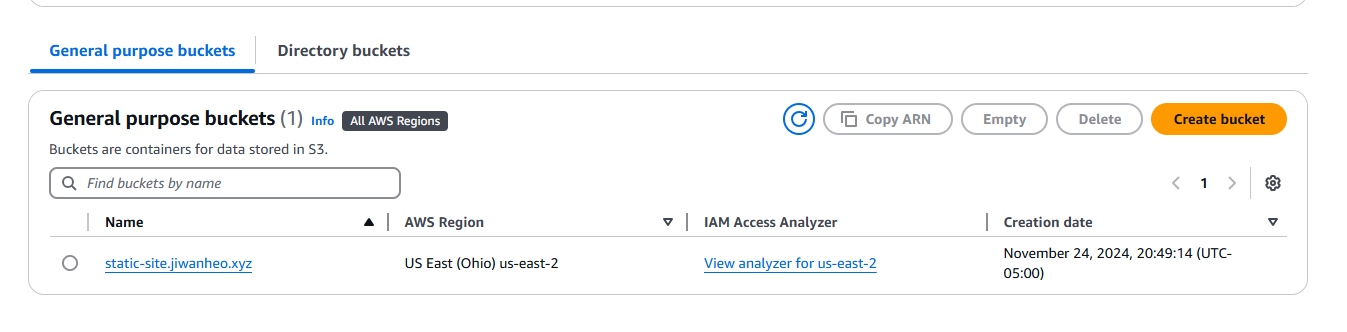 General purpose buckets Directory buckets
General purpose buckets (1) Info All AWS Regions Copy ARN Empty Delete Create bucket
Buckets are containers for data stored in S3.
Find buckets by name 1
Name AWS Region IAM Access Analyzer Creation date
static-site.jiwanheo.xyz US East (Ohio) us-east-2 View analyzer for us-east-2 November 24, 2024, 20:49:14 (UTC-
05:00)